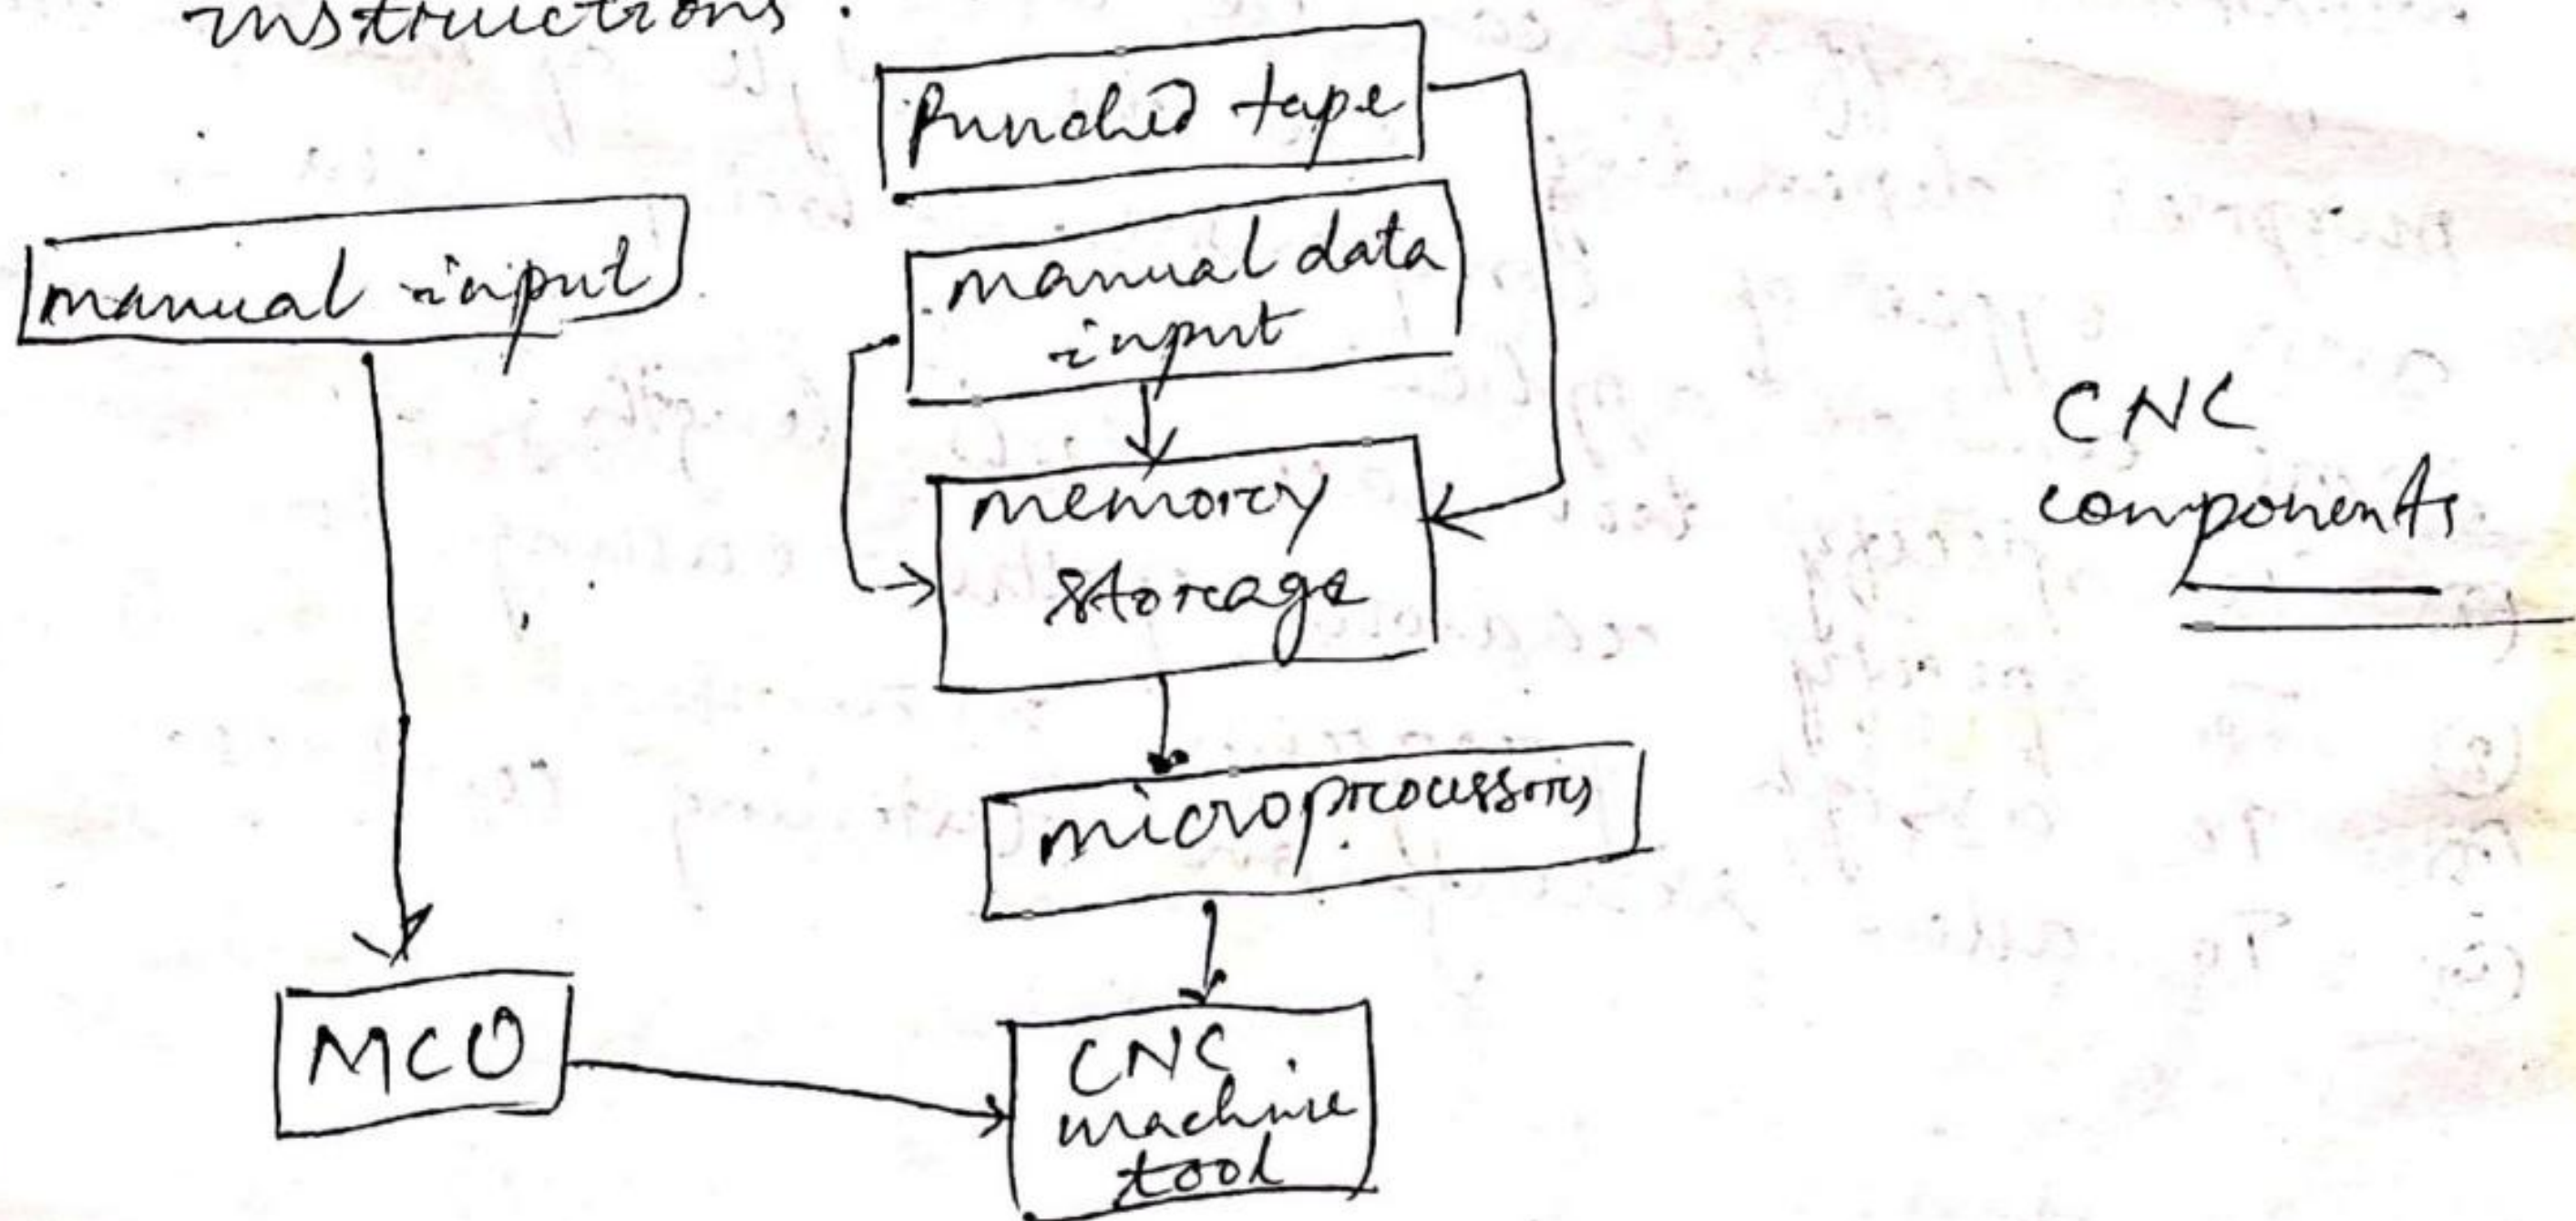 instructions.
Punched tape
manual input
manual data
input
memory
storage
CNC
components
microprocessors
MCO
CNC
machine
tool